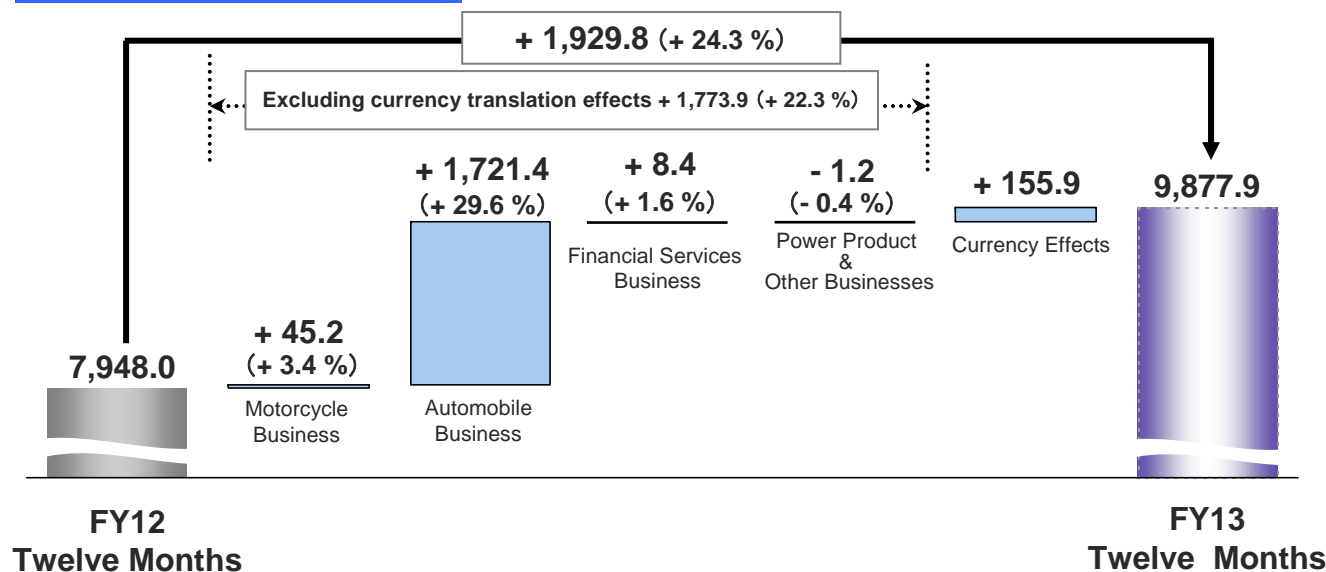 + 1,929.8 (+ 24.3 %)
Excluding currency translation effects + 1,773.9 (+ 22.3 %)
+ 1,721.4
(+ 29.6 %)
+ 8.4
(+ 1.6 %)
- 1.2
(- 0.4 %)
+ 155.9
9,877.9
Financial Services
Business
Power Product
&
Other Businesses
Currency Effects
+ 45.2
(+ 3.4 %)
7,948.0
Motorcycle
Business
Automobile
Business
FY12
Twelve Months
FY13
Twelve Months